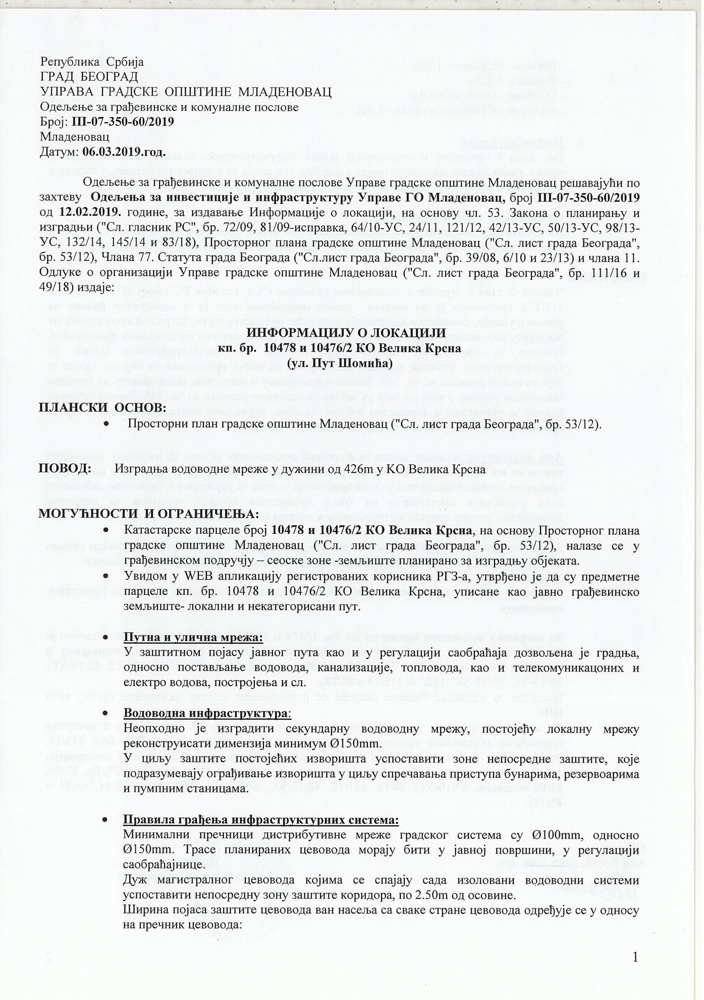 Република Србија
ГРАД БЕОГРАД
УПРАВА ГРАДСКЕ ОПШТИНЕ МЛАДЕНОВАЦ
Одељење за грађевинске и комуналне послове
Број: III-07-350-60/2019
Младеновац
Датум: 06.03.2019.год.
Одељење за грађевинске и комуналне послове Управе градске општине Младеновац решавајући по
захтеву Одељења за инвестиције и инфраструктуру Управе ГО Младеновац, број III-07-350-60/2019
од 12.02.2019. године, за издавање Информације о локацији, на основу чл. 53. Закона о планирању и
изградњи ("Сл. гласник РС", бр. 72/09, 81/09-исправка, 64/10-УС, 24/11, 121/12, 42/13-УС, 50/13-УС, 98/13-
УС, 132/14,145/14 и 83/18), Просторног плана градске општине Младеновац ("Сл. лист града Београда",
бр. 53/12), Члана 77. Статута града Београда ("Сл.лист града Београда", бр. 39/08, 6/10 и 23/13) и члана 11.
Одлуке о организацији Управе градске општине Младеновац ("Сл. лист града Београда", бр. 111/16 и
49/18) издаје:
ИНФОРМАЦИЈУ О ЛОКАЦИЈИ
кп. бр. 10478 и 10476/2 КО Велика Крсна
(ул. Пут Шомића)
ПЛАНСКИ ОСНОВ:
• Просторни план градске општине Младеновац ("Сл. лист града Београда", бр. 53/12).
ПОВОД: Изградња водоводне мреже у дужини од 426m у КО Велика Крсна
МОГУЋНОСТИ И ОГРАНИЧЕЊА:
• Катастарске парцеле број 10478 и 10476/2 КО Велика Крсна, на основу Просторног плана
градске општине Младеновац ("Сл. лист града Београда", бр. 53/12), налазе се у
грађевинском подручју – сеоске зоне -земљиште планирано за изградњу објеката.
• Увидом у WEB апликацију регистрованих корисника РГЗ-а, утврђено је да су предметне
парцеле кп. бр. 10478 и 10476/2 КО Велика Крсна, уписане као јавно грађевинско
земљиште- локални и некатегорисани пут.
• Путна и улична мрежа:
У заштитном појасу јавног пута као и у регулацији саобраћаја дозвољена је градња,
односно постављање водовода, канализације, топловода, као и телекомуникацоних и
електро водова, постројења и сл.
• Водоводна инфраструктура:
Неопходно је изградити секундарну водоводну мрежу, постојећу локалну мрежу
реконструисати димензија минимум Ø150mm.
У циљу заштите постојећих изворишта успоставити зоне непосредне заштите, које
подразумевају ограђивање изворишта у циљу спречавања приступа бунарима, резервоарима
и пумпним станицама.
• Правила грађења инфраструктурних система:
Минимални пречници дистрибутивне мреже градског система су Ø100mm, односно
Ø150mm. Трасе планираних цевовода морају бити у јавној површини, у регулацији
саобраћајнице.
Дуж магистралног цевовода којима се спајају сада изоловани водоводни системи
успоставити непосредну зону заштите коридора, по 2.50m од осовине.
Ширина појаса заштите цевовода ван насеља са сваке стране цевовода одређује се у односу
на пречник цевовода:
1